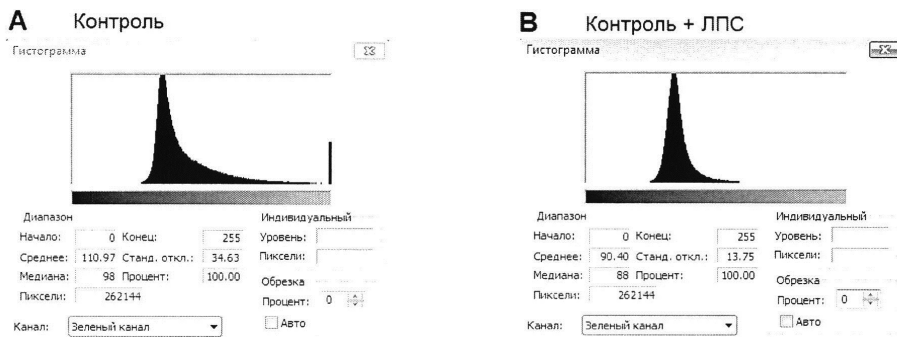 A Контроль
Гистограмма
Диапазон
Индивидуальный
Начало: 0 Конец: 255
Уровень:
Среднее: 110.97 Станд. откл.: 34.63
Пиксели:
Медиана: 98 Процент: 100.00
Обрезка
Пиксели: 262144
Процент: 0
Авто
Канал: Зеленый канал
B Контроль + ЛПС
Гистограмма
Диапазон
Индивидуальный
Начало: 0 Конец: 255
Уровень:
Среднее: 90.40 Станд. откл.: 13.75
Пиксели:
Медиана: 88 Процент: 100.00
Обрезка
Пиксели: 262144
Процент: 0
Авто
Канал: Зеленый канал